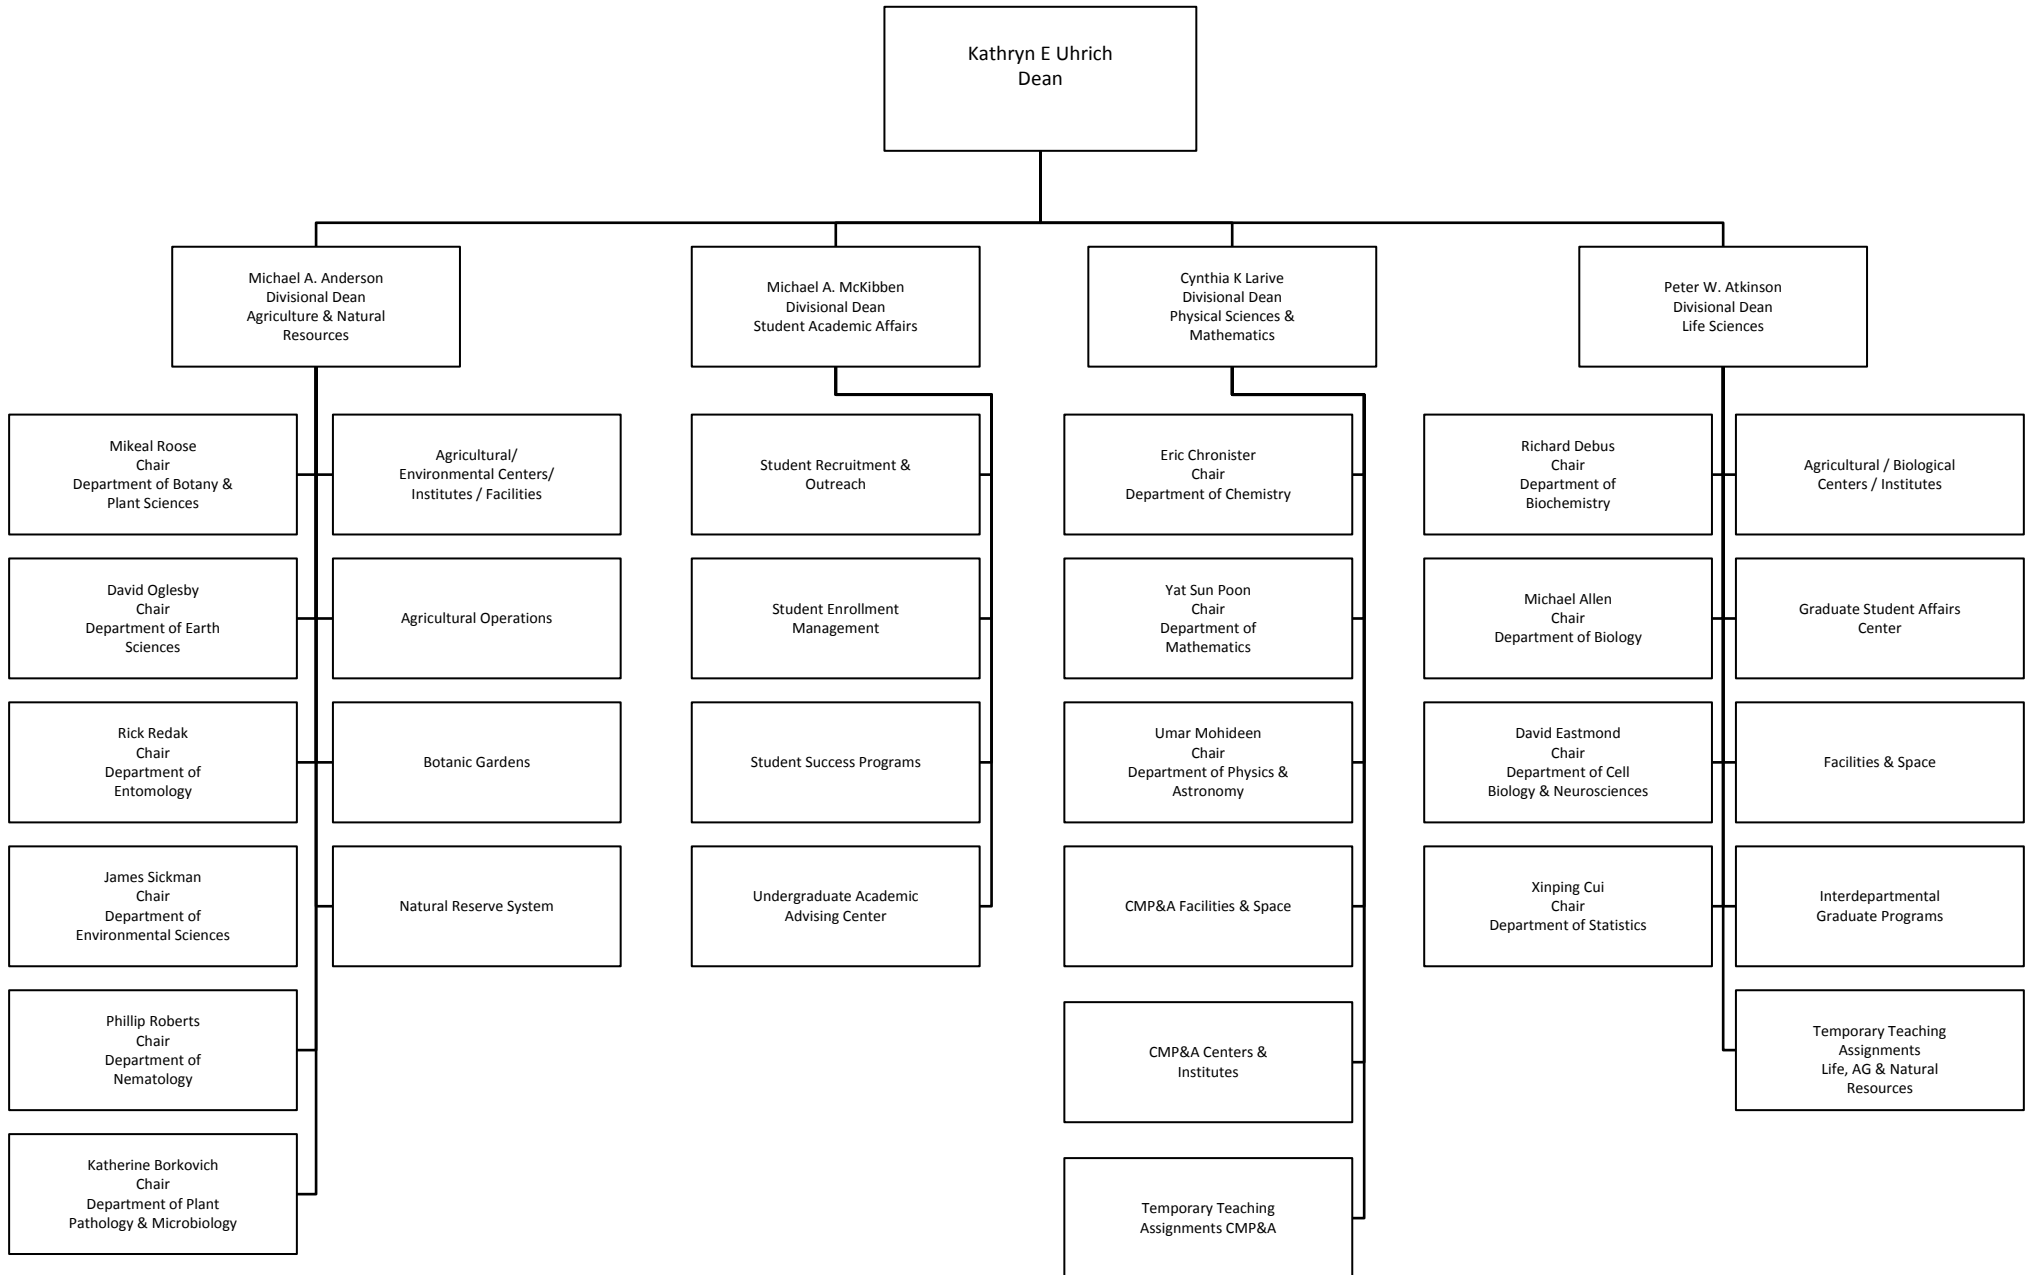 Kathryn E Uhrich
Dean
Michael A. Anderson
Divisional Dean
Agriculture & Natural
Resources
Michael A. McKibben
Divisional Dean
Student Academic Affairs
Cynthia K Larive
Divisional Dean
Physical Sciences &
Mathematics
Peter W. Atkinson
Divisional Dean
Life Sciences
Mikeal Roose
Chair
Department of Botany &
Plant Sciences
Agricultural/
Environmental Centers/
Institutes / Facilities
Student Recruitment &
Outreach
Eric Chronister
Chair
Department of Chemistry
Richard Debus
Chair
Department of
Biochemistry
Agricultural / Biological
Centers / Institutes
David Oglesby
Chair
Department of Earth
Sciences
Agricultural Operations
Student Enrollment
Management
Yat Sun Poon
Chair
Department of
Mathematics
Michael Allen
Chair
Department of Biology
Graduate Student Affairs
Center
Rick Redak
Chair
Department of
Entomology
Botanic Gardens
Student Success Programs
Umar Mohideen
Chair
Department of Physics &
Astronomy
David Eastmond
Chair
Department of Cell
Biology & Neurosciences
Facilities & Space
James Sickman
Chair
Department of
Environmental Sciences
Natural Reserve System
Undergraduate Academic
Advising Center
CMP&A Facilities & Space
Xinping Cui
Chair
Department of Statistics
Interdepartmental
Graduate Programs
Phillip Roberts
Chair
Department of
Nematology
CMP&A Centers &
Institutes
Temporary Teaching
Assignments
Life, AG & Natural
Resources
Katherine Borkovich
Chair
Department of Plant
Pathology & Microbiology
Temporary Teaching
Assignments CMP&A